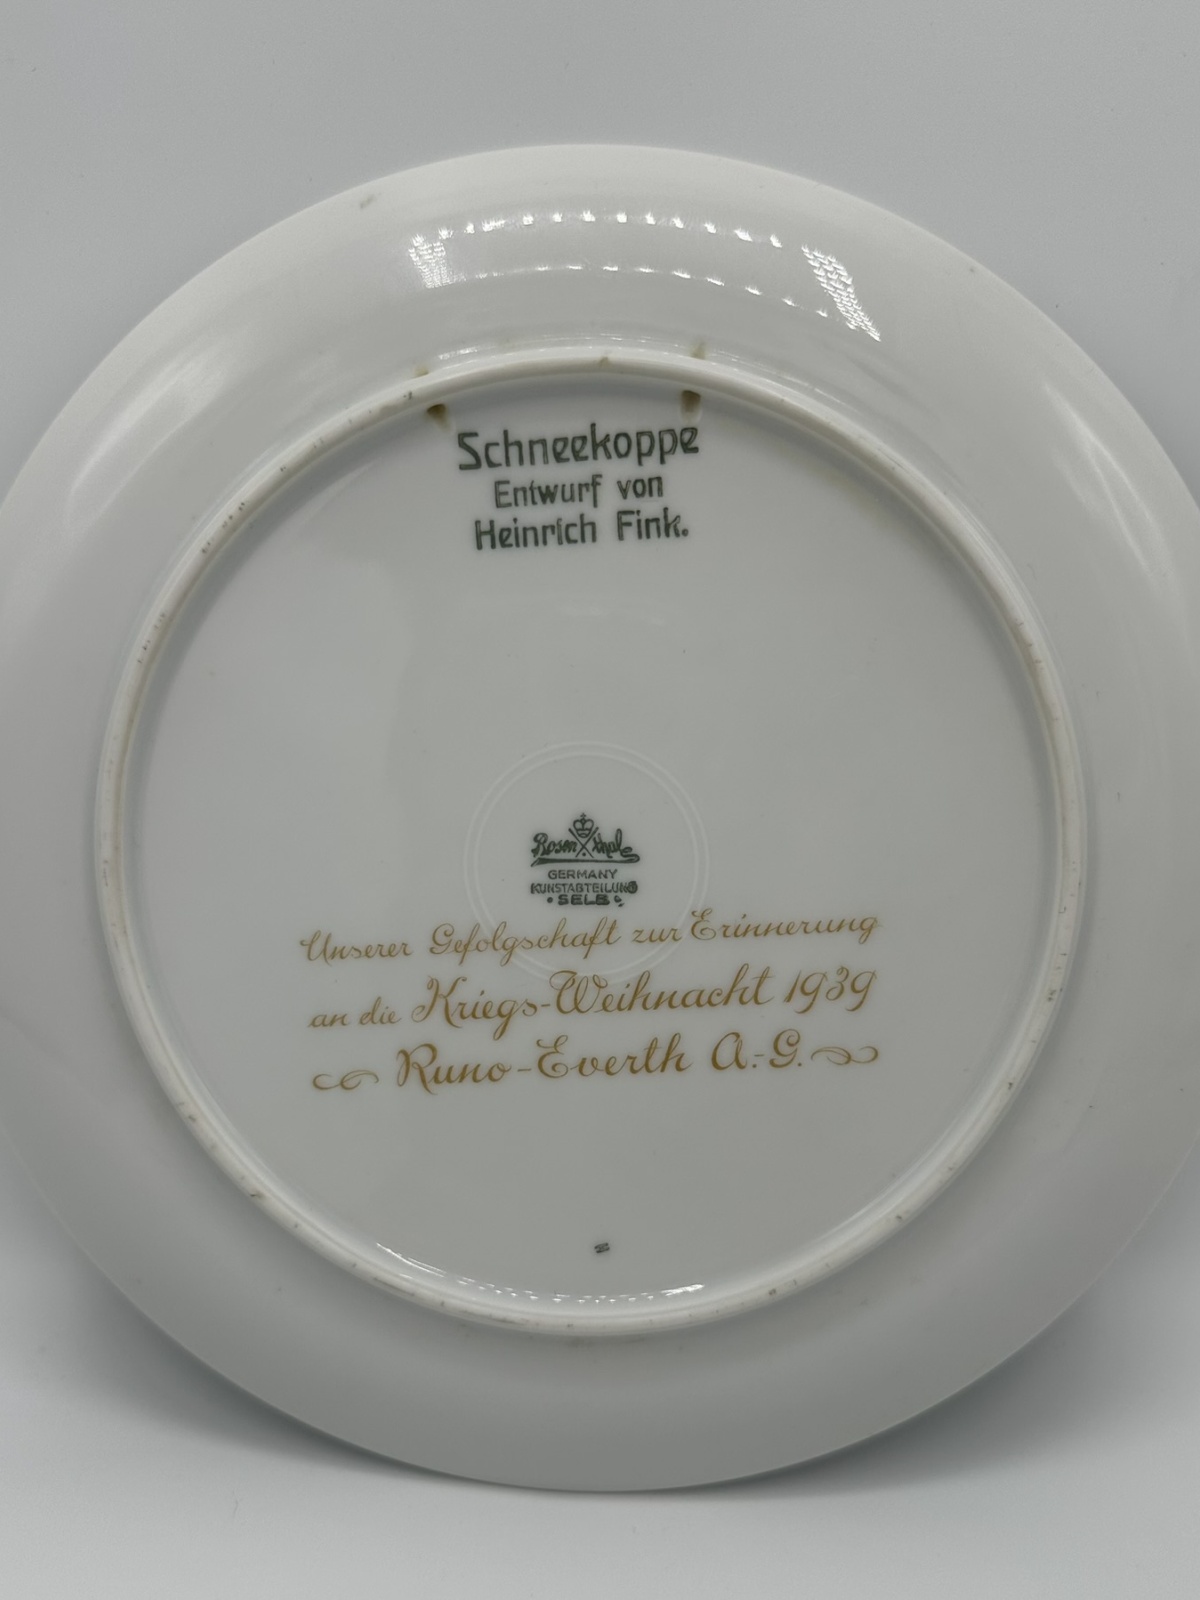 Schneekoppe
Entwurf von
Heinrich Fink.
Rosenthal
GERMANY
KUNSTABTEILUNG
· SELB ·
Unserer Gefolgschaft zur Erinnerung
an die Kriegs-Weihnacht 1939
Runo-Everth A.-G.